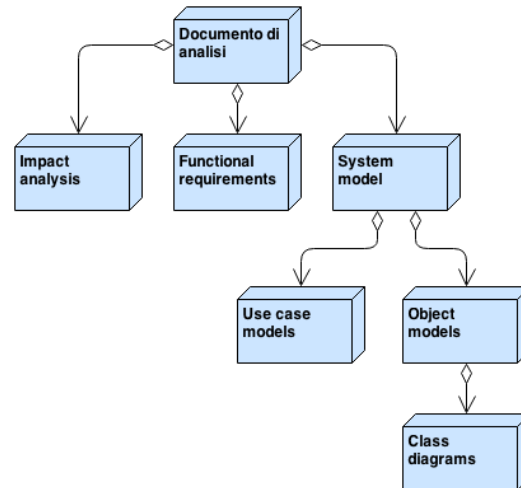 Documento di
analisi
Impact
analysis
Functional
requirements
System
model
Use case
models
Object
models
Class
diagrams